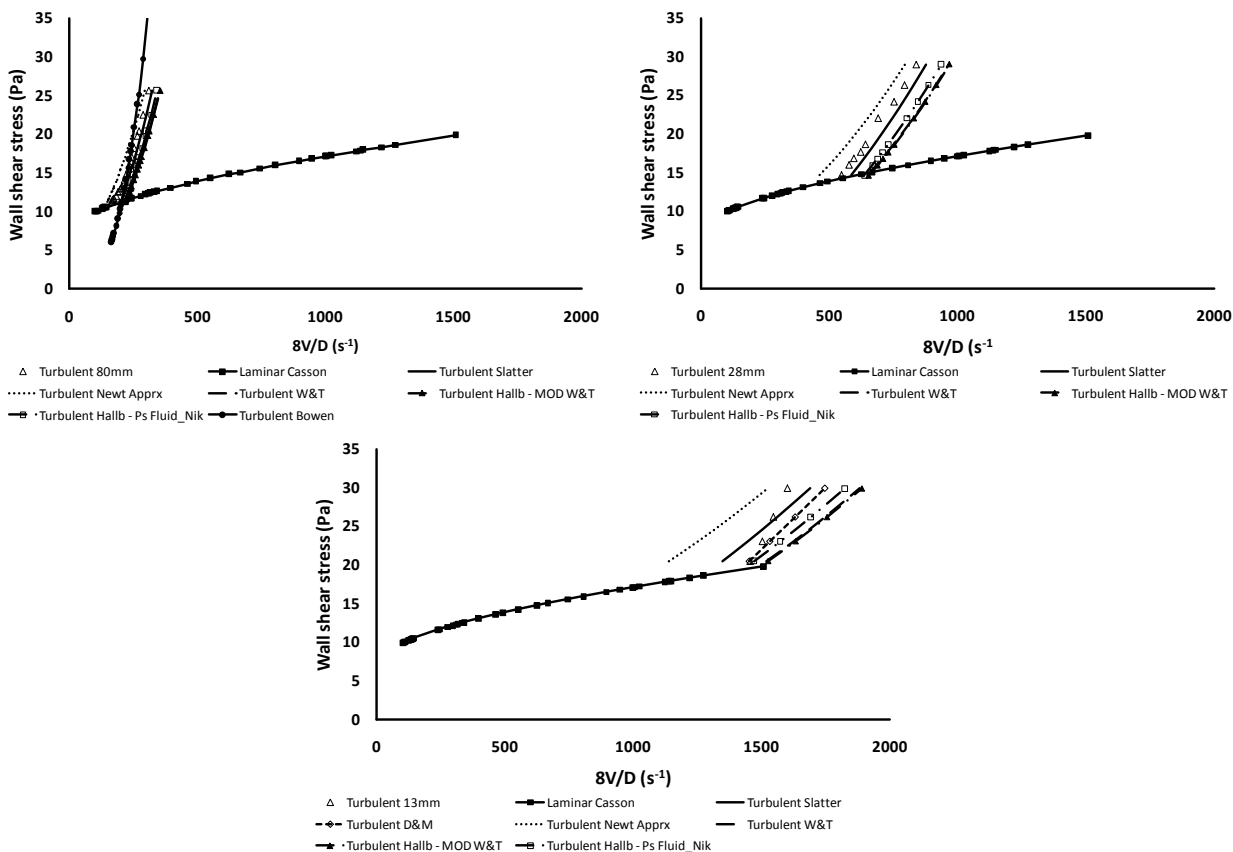 35
30
25
20
15
10
5
0
Wall shear stress (Pa)
0 500 1000 1500 2000
8V/D (s-1)
Turbulent 80mm Laminar Casson Turbulent Slatter
Turbulent Newt Apprx Turbulent W&T Turbulent Hallb - MOD W&T
Turbulent Hallb - Ps Fluid_Nik Turbulent Bowen
35
30
25
20
15
10
5
0
Wall shear stress (Pa)
0 500 1000 1500 2000
8V/D (s-1
Turbulent 28mm Laminar Casson Turbulent Slatter
Turbulent Newt Apprx Turbulent W&T Turbulent Hallb - MOD W&T
Turbulent Hallb - Ps Fluid_Nik
35
30
25
20
15
10
5
0
Wall shear stress (Pa)
0 500 1000 1500 2000
8V/D (s-1)
Turbulent 13mm Laminar Casson Turbulent Slatter
Turbulent D&M Turbulent Newt Apprx Turbulent W&T
Turbulent Hallb - MOD W&T Turbulent Hallb - Ps Fluid_Nik